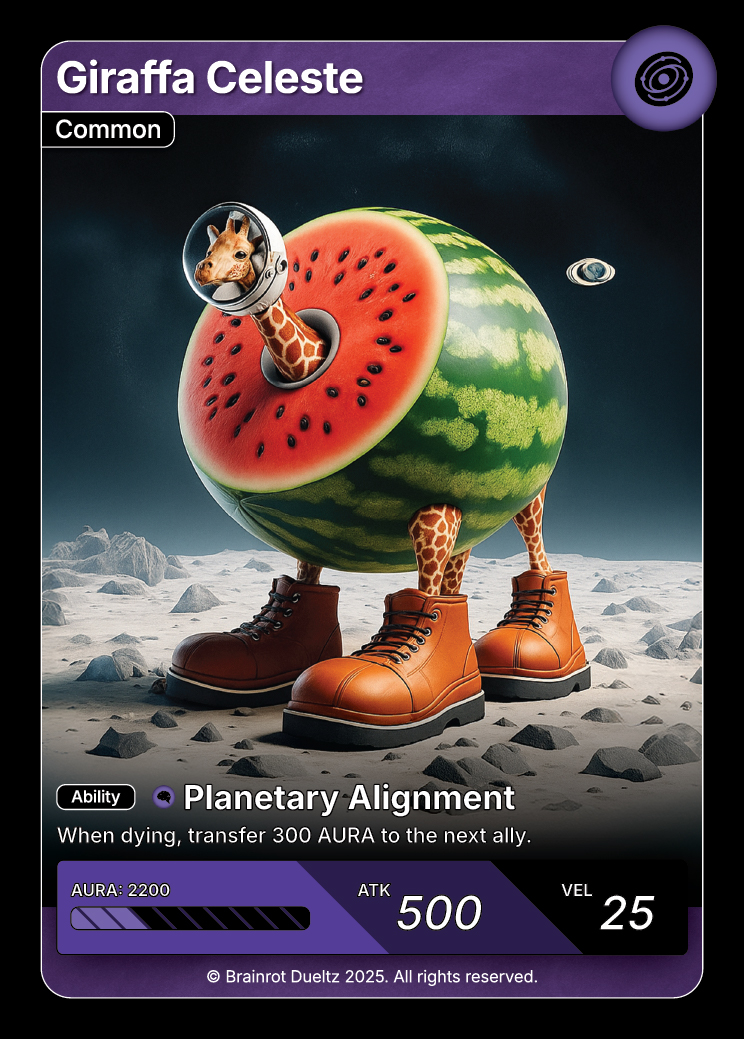 Giraffa Celeste
Common
Ability
Planetary Alignment
When dying, transfer 300 AURA to the next ally.
AURA: 2200
ATK 500
VEL 25
© Brainrot Dueltz 2025. All rights reserved.